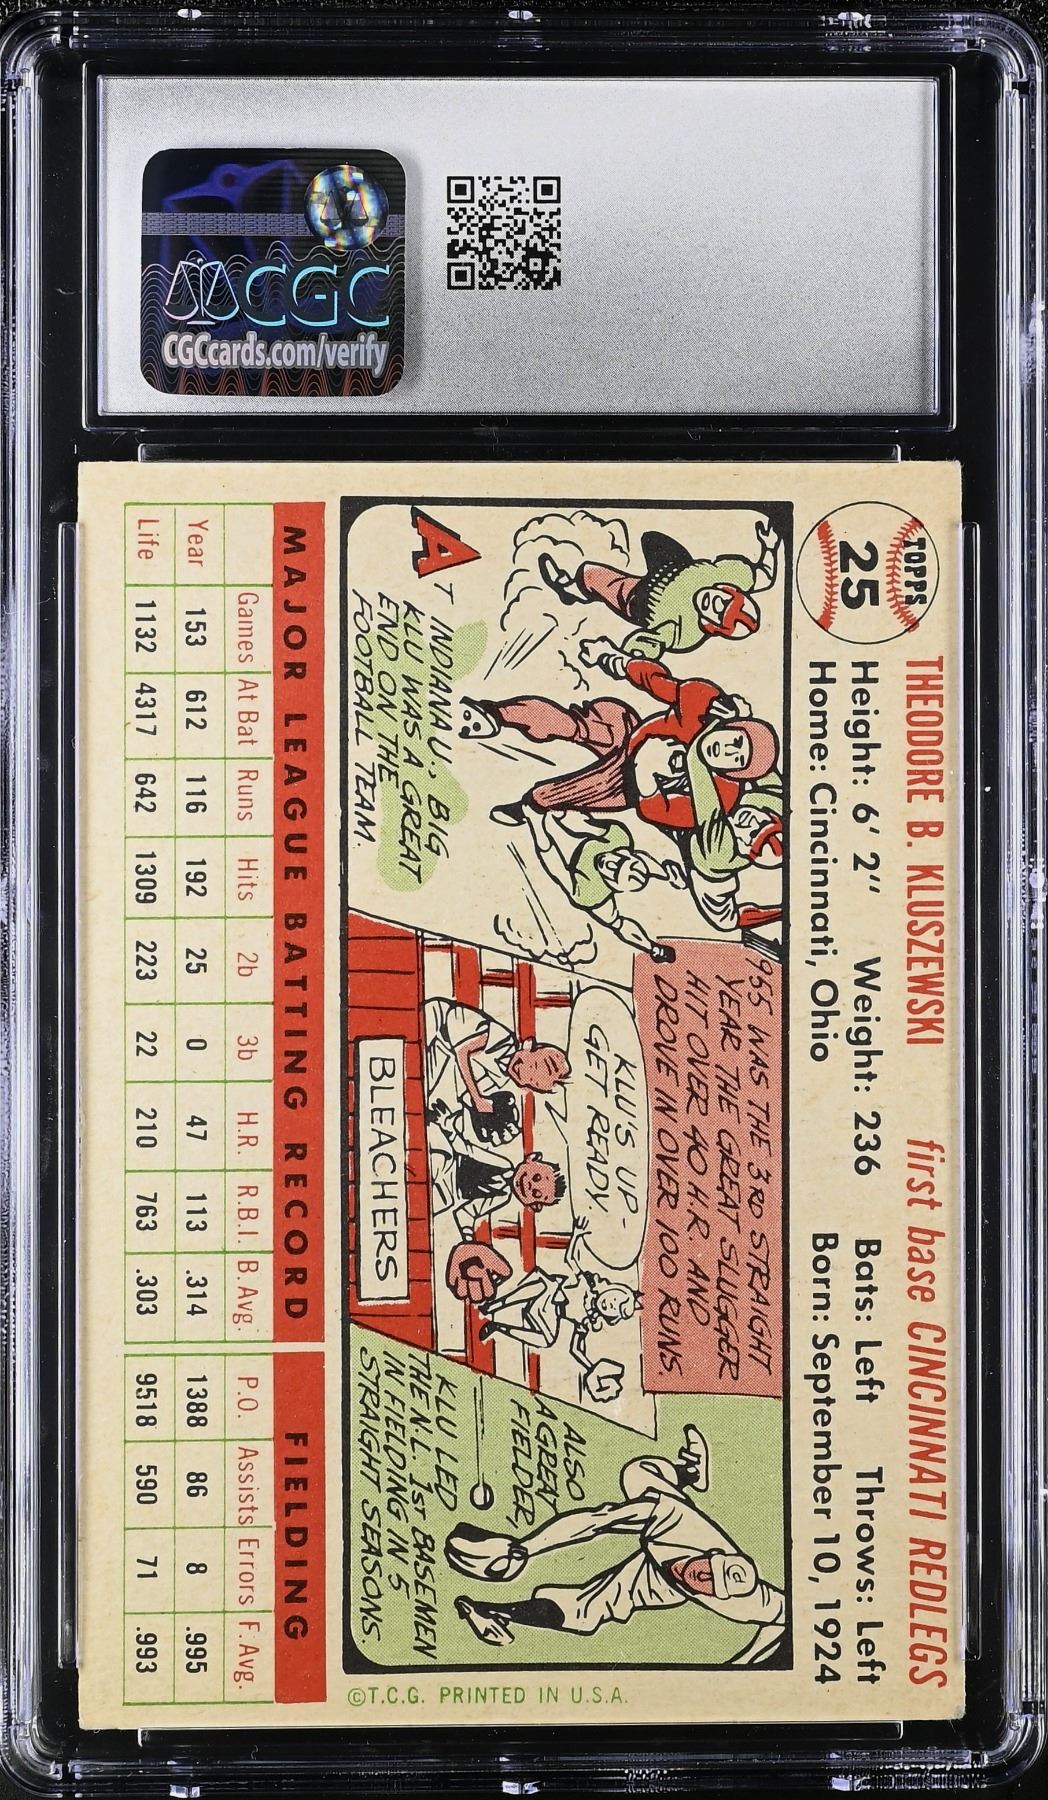 CGC
CGCcards.com/verify
TOPPS
25
THEODORE B. KLUSZEWSKI first base CINCINNATI REDLEGS
Height: 6' 2" Weight: 236 Bats: Left Throws: Left
Home: Cincinnati, Ohio Born: September 10, 1924
AT INDIANA U., BIG
KLU WAS A GREAT
END ON THE
FOOTBALL TEAM.
955 WAS THE 3RD STRAIGHT
YEAR THE GREAT SLUGGER
HIT OVER 40 H.R. AND
DROVE IN OVER 100 RUNS.
KLU'S UP-
GET READY.
BLEACHERS
ALSO
A GREAT
FIELDER,
KLU LED
THE N.L. 1ST BASEMEN
IN FIELDING IN 5
STRAIGHT SEASONS.
MAJOR LEAGUE BATTING RECORD FIELDING
Games At Bat Runs Hits 2b 3b H.R. R.B.I. B. Avg. P.O. Assists Errors F. Avg.
Year 153 612 116 192 25 0 47 113 .314 1388 86 8 .995
Life 1132 4317 642 1309 223 22 210 763 .303 9518 590 71 .993
©T.C.G. PRINTED IN U.S.A.